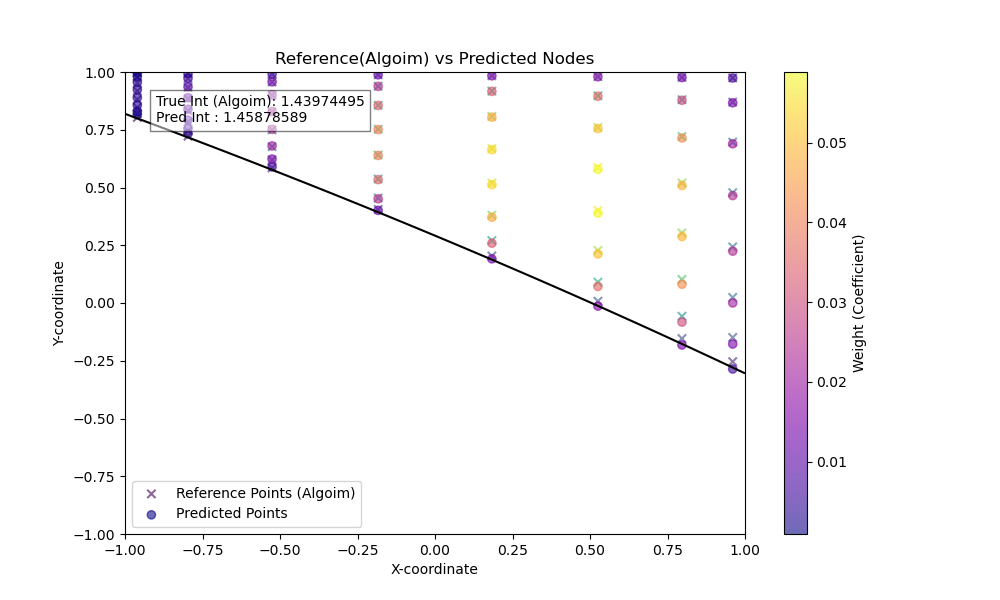 Reference(Algoim) vs Predicted Nodes
True Int (Algoim): 1.43974495
Pred Int : 1.45878589
1.00
0.75
0.50
0.25
0.00
−0.25
−0.50
−0.75
−1.00
Y-coordinate
Reference Points (Algoim)
Predicted Points
−1.00 −0.75 −0.50 −0.25 0.00 0.25 0.50 0.75 1.00
X-coordinate
0.05
0.04
0.03
0.02
0.01
Weight (Coefficient)